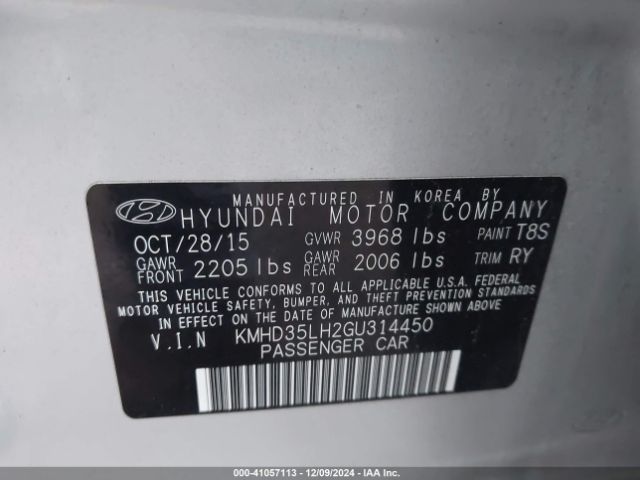 MANUFACTURED IN KOREA BY
HYUNDAI MOTOR COMPANY
OCT/28/15 GVWR 3968 lbs PAINT T8S
GAWR FRONT 2205 lbs GAWR REAR 2006 lbs TRIM RY
THIS VEHICLE CONFORMS TO ALL APPLICABLE U.S.A. FEDERAL
MOTOR VEHICLE SAFETY, BUMPER, AND THEFT PREVENTION STANDARDS
IN EFFECT ON THE DATE OF MANUFACTURE SHOWN ABOVE.
V.I.N KMHD35LH2GU314450
PASSENGER CAR
000-41057113 - 12/09/2024 - IAAI.COM